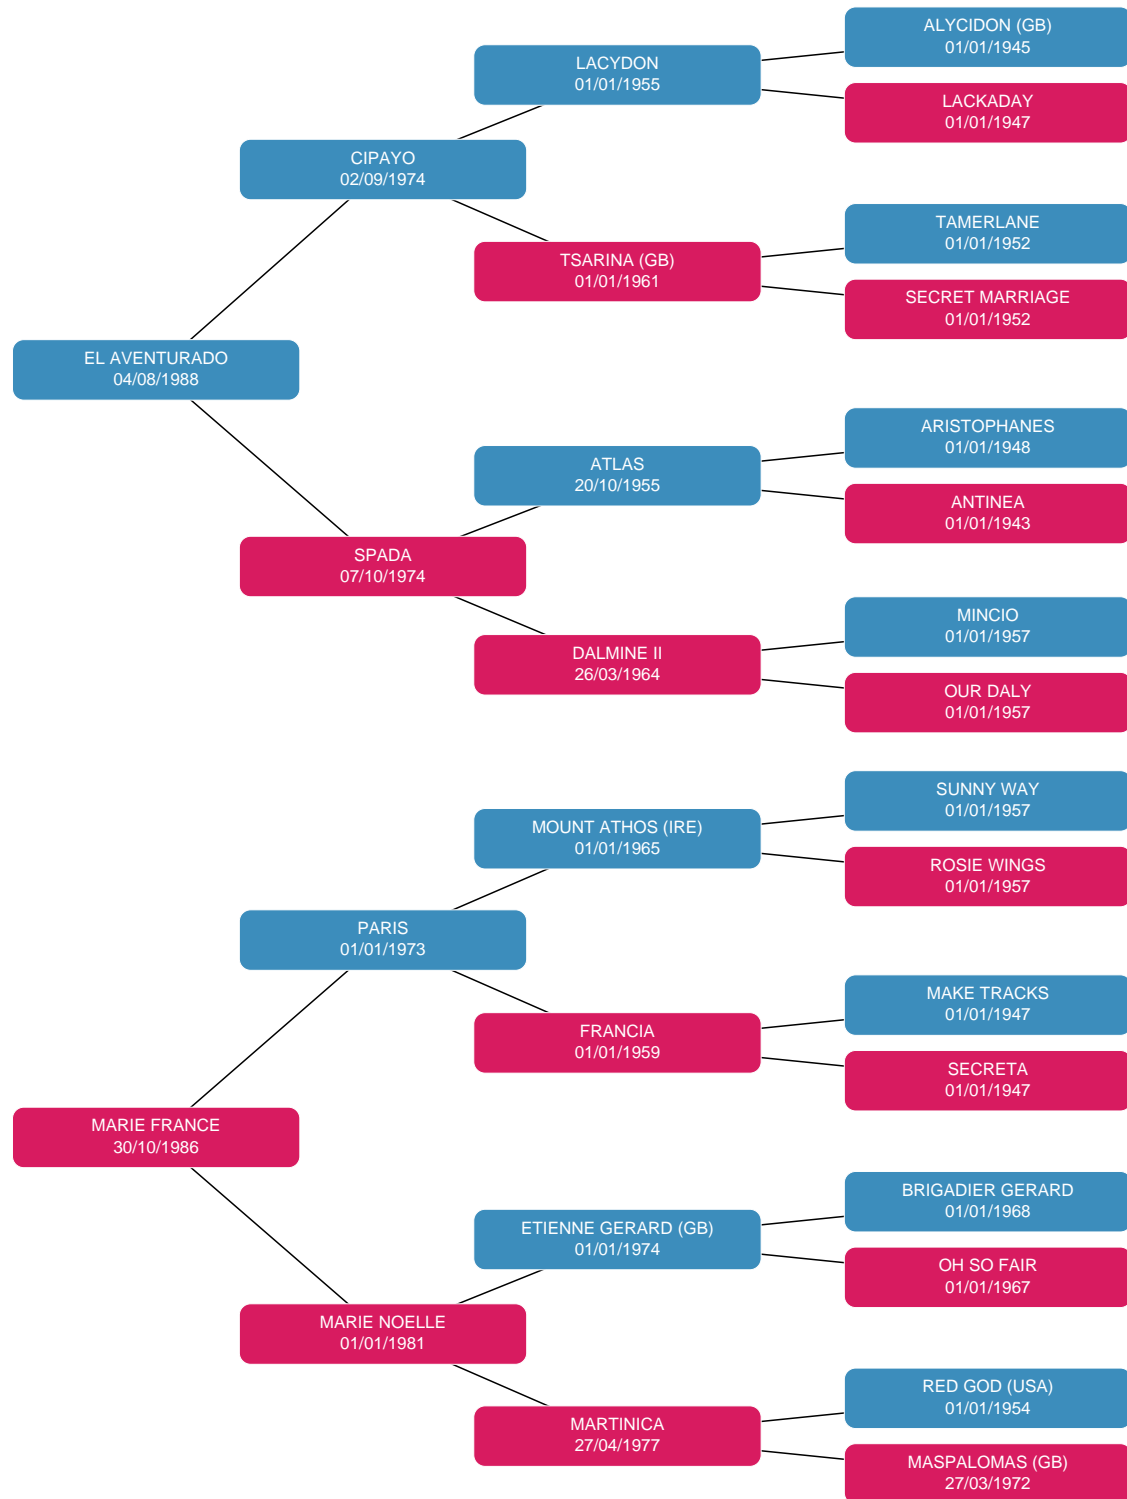 ALYCIDON (GB)
01/01/1945
LACYDON
01/01/1955
LACKADAY
01/01/1947
CIPAYO
02/09/1974
TAMERLANE
01/01/1952
TSARINA (GB)
01/01/1961
SECRET MARRIAGE
01/01/1952
EL AVENTURADO
04/08/1988
ARISTOPHANES
01/01/1948
ATLAS
20/10/1955
ANTINEA
01/01/1943
SPADA
07/10/1974
MINCIO
01/01/1957
DALMINE II
26/03/1964
OUR DALY
01/01/1957
SUNNY WAY
01/01/1957
MOUNT ATHOS (IRE)
01/01/1965
ROSIE WINGS
01/01/1957
PARIS
01/01/1973
MAKE TRACKS
01/01/1947
FRANCIA
01/01/1959
SECRETA
01/01/1947
MARIE FRANCE
30/10/1986
BRIGADIER GERARD
01/01/1968
ETIENNE GERARD (GB)
01/01/1974
OH SO FAIR
01/01/1967
MARIE NOELLE
01/01/1981
RED GOD (USA)
01/01/1954
MARTINICA
27/04/1977
MASPALOMAS (GB)
27/03/1972